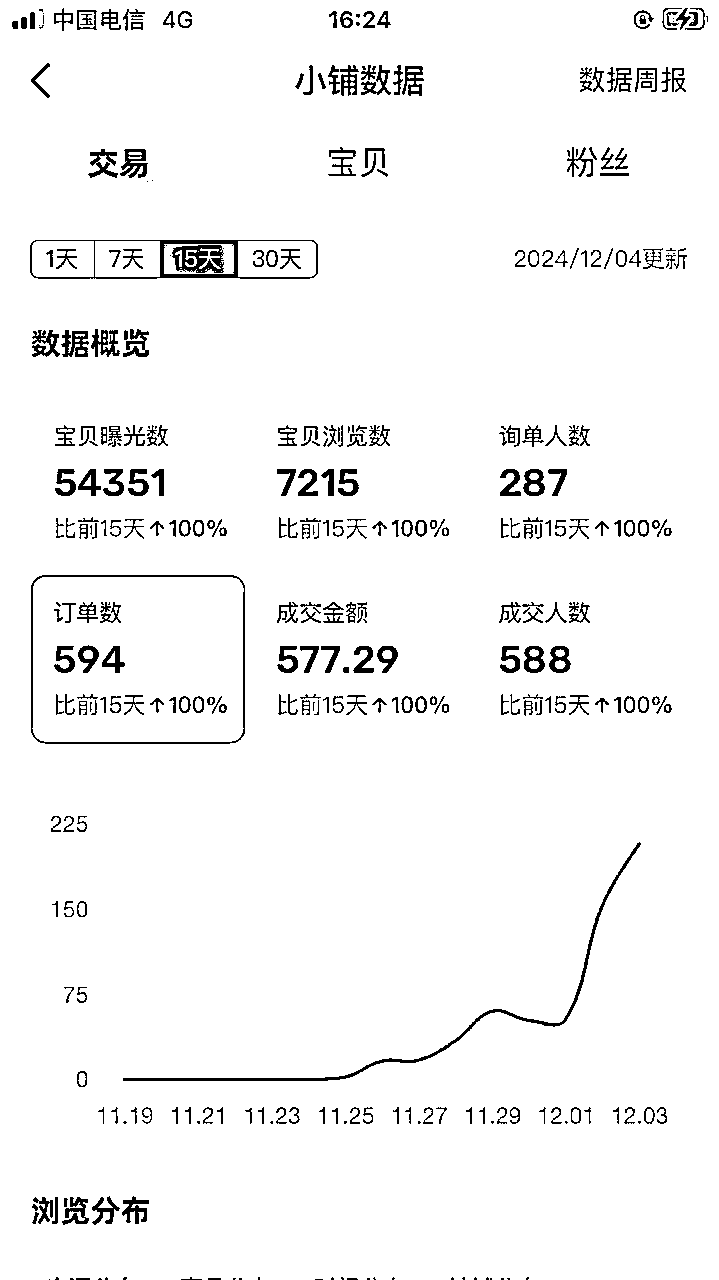 中国电信 4G 16:24
小铺数据 数据周报
交易 宝贝 粉丝
1天 7天 15天 30天 2024/12/04更新
数据概览
宝贝曝光数 宝贝浏览数 询单人数
54351 7215 287
比前15天↑100% 比前15天↑100% 比前15天↑100%
订单数 成交金额 成交人数
594 577.29 588
比前15天↑100% 比前15天↑100% 比前15天↑100%
225
150
75
0
11.19 11.21 11.23 11.25 11.27 11.29 12.01 12.03
浏览分布